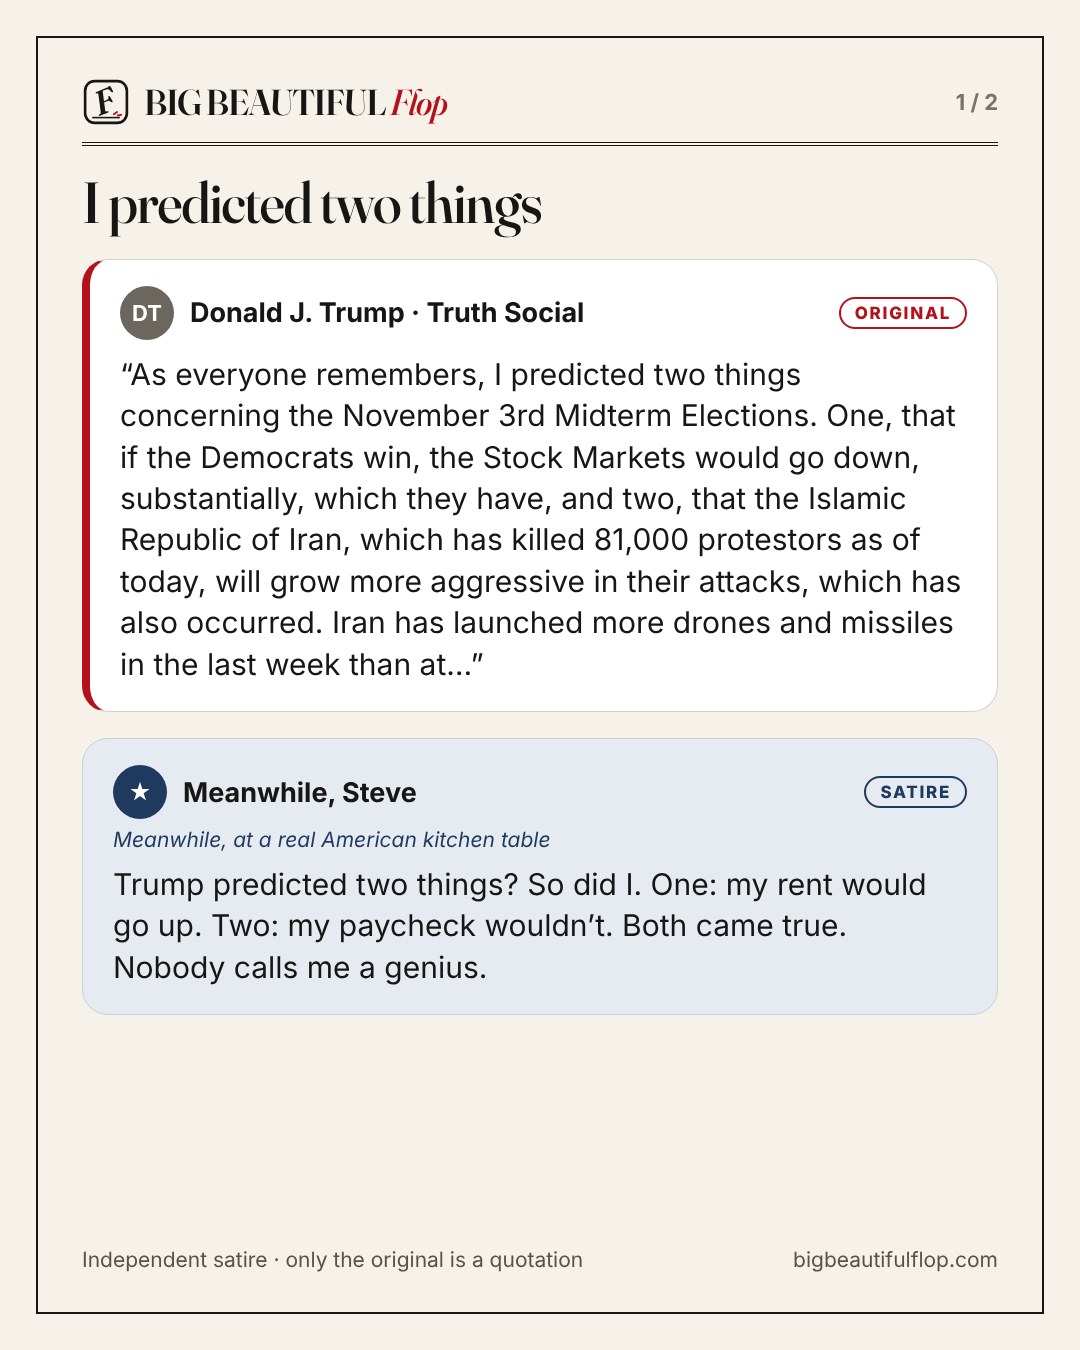 F
BIG BEAUTIFUL Flop
1 / 2
I predicted two things
DT
Donald J. Trump · Truth Social
ORIGINAL
“As everyone remembers, I predicted two things
concerning the November 3rd Midterm Elections. One, that
if the Democrats win, the Stock Markets would go down,
substantially, which they have, and two, that the Islamic
Republic of Iran, which has killed 81,000 protestors as of
today, will grow more aggressive in their attacks, which has
also occurred. Iran has launched more drones and missiles
in the last week than at…”
Meanwhile, Steve
SATIRE
Meanwhile, at a real American kitchen table
Trump predicted two things? So did I. One: my rent would
go up. Two: my paycheck wouldn’t. Both came true.
Nobody calls me a genius.
Independent satire · only the original is a quotation
bigbeautifulflop.com